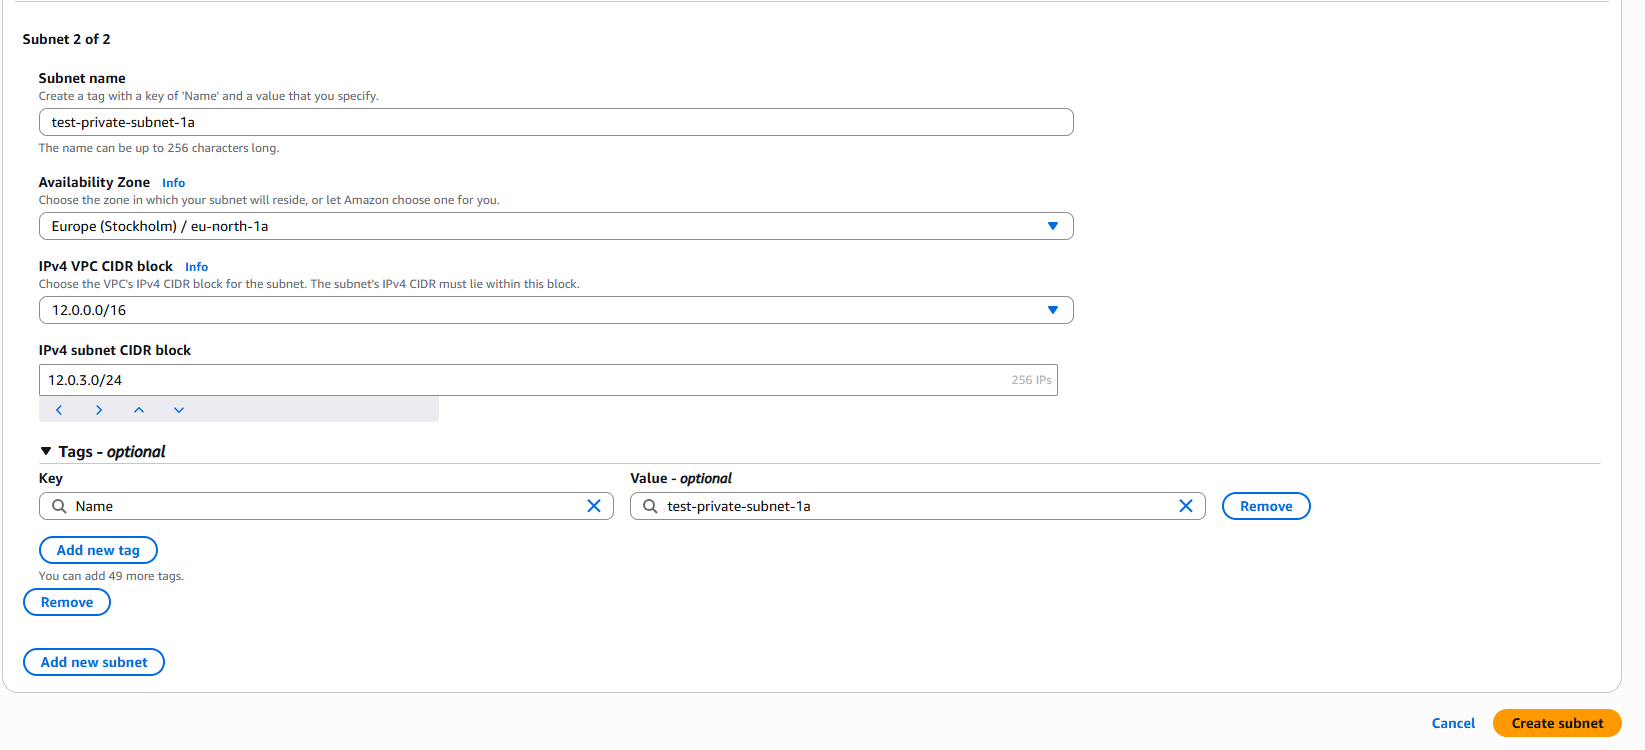 Subnet 2 of 2
Subnet name
Create a tag with a key of 'Name' and a value that you specify.
test-private-subnet-1a
The name can be up to 256 characters long.
Availability Zone Info
Choose the zone in which your subnet will reside, or let Amazon choose one for you.
Europe (Stockholm) / eu-north-1a
IPv4 VPC CIDR block Info
Choose the VPC's IPv4 CIDR block for the subnet. The subnet's IPv4 CIDR must lie within this block.
12.0.0.0/16
IPv4 subnet CIDR block
12.0.3.0/24 256 IPs
Tags - optional
Key Value - optional
Name test-private-subnet-1a Remove
Add new tag
You can add 49 more tags.
Remove
Add new subnet
Cancel Create subnet